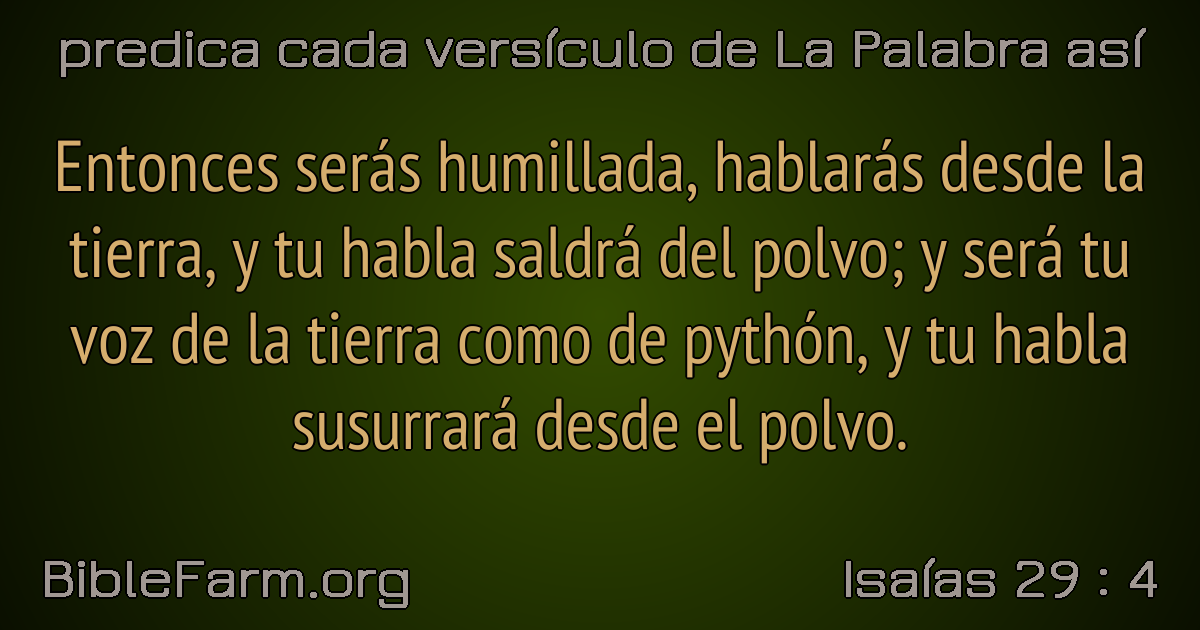 predica cada versículo de La Palabra así
Entonces serás humillada, hablarás desde la
tierra, y tu habla saldrá del polvo; y será tu
voz de la tierra como de pythón, y tu habla
susurrará desde el polvo.
BibleFarm.org
Isaías 29 : 4